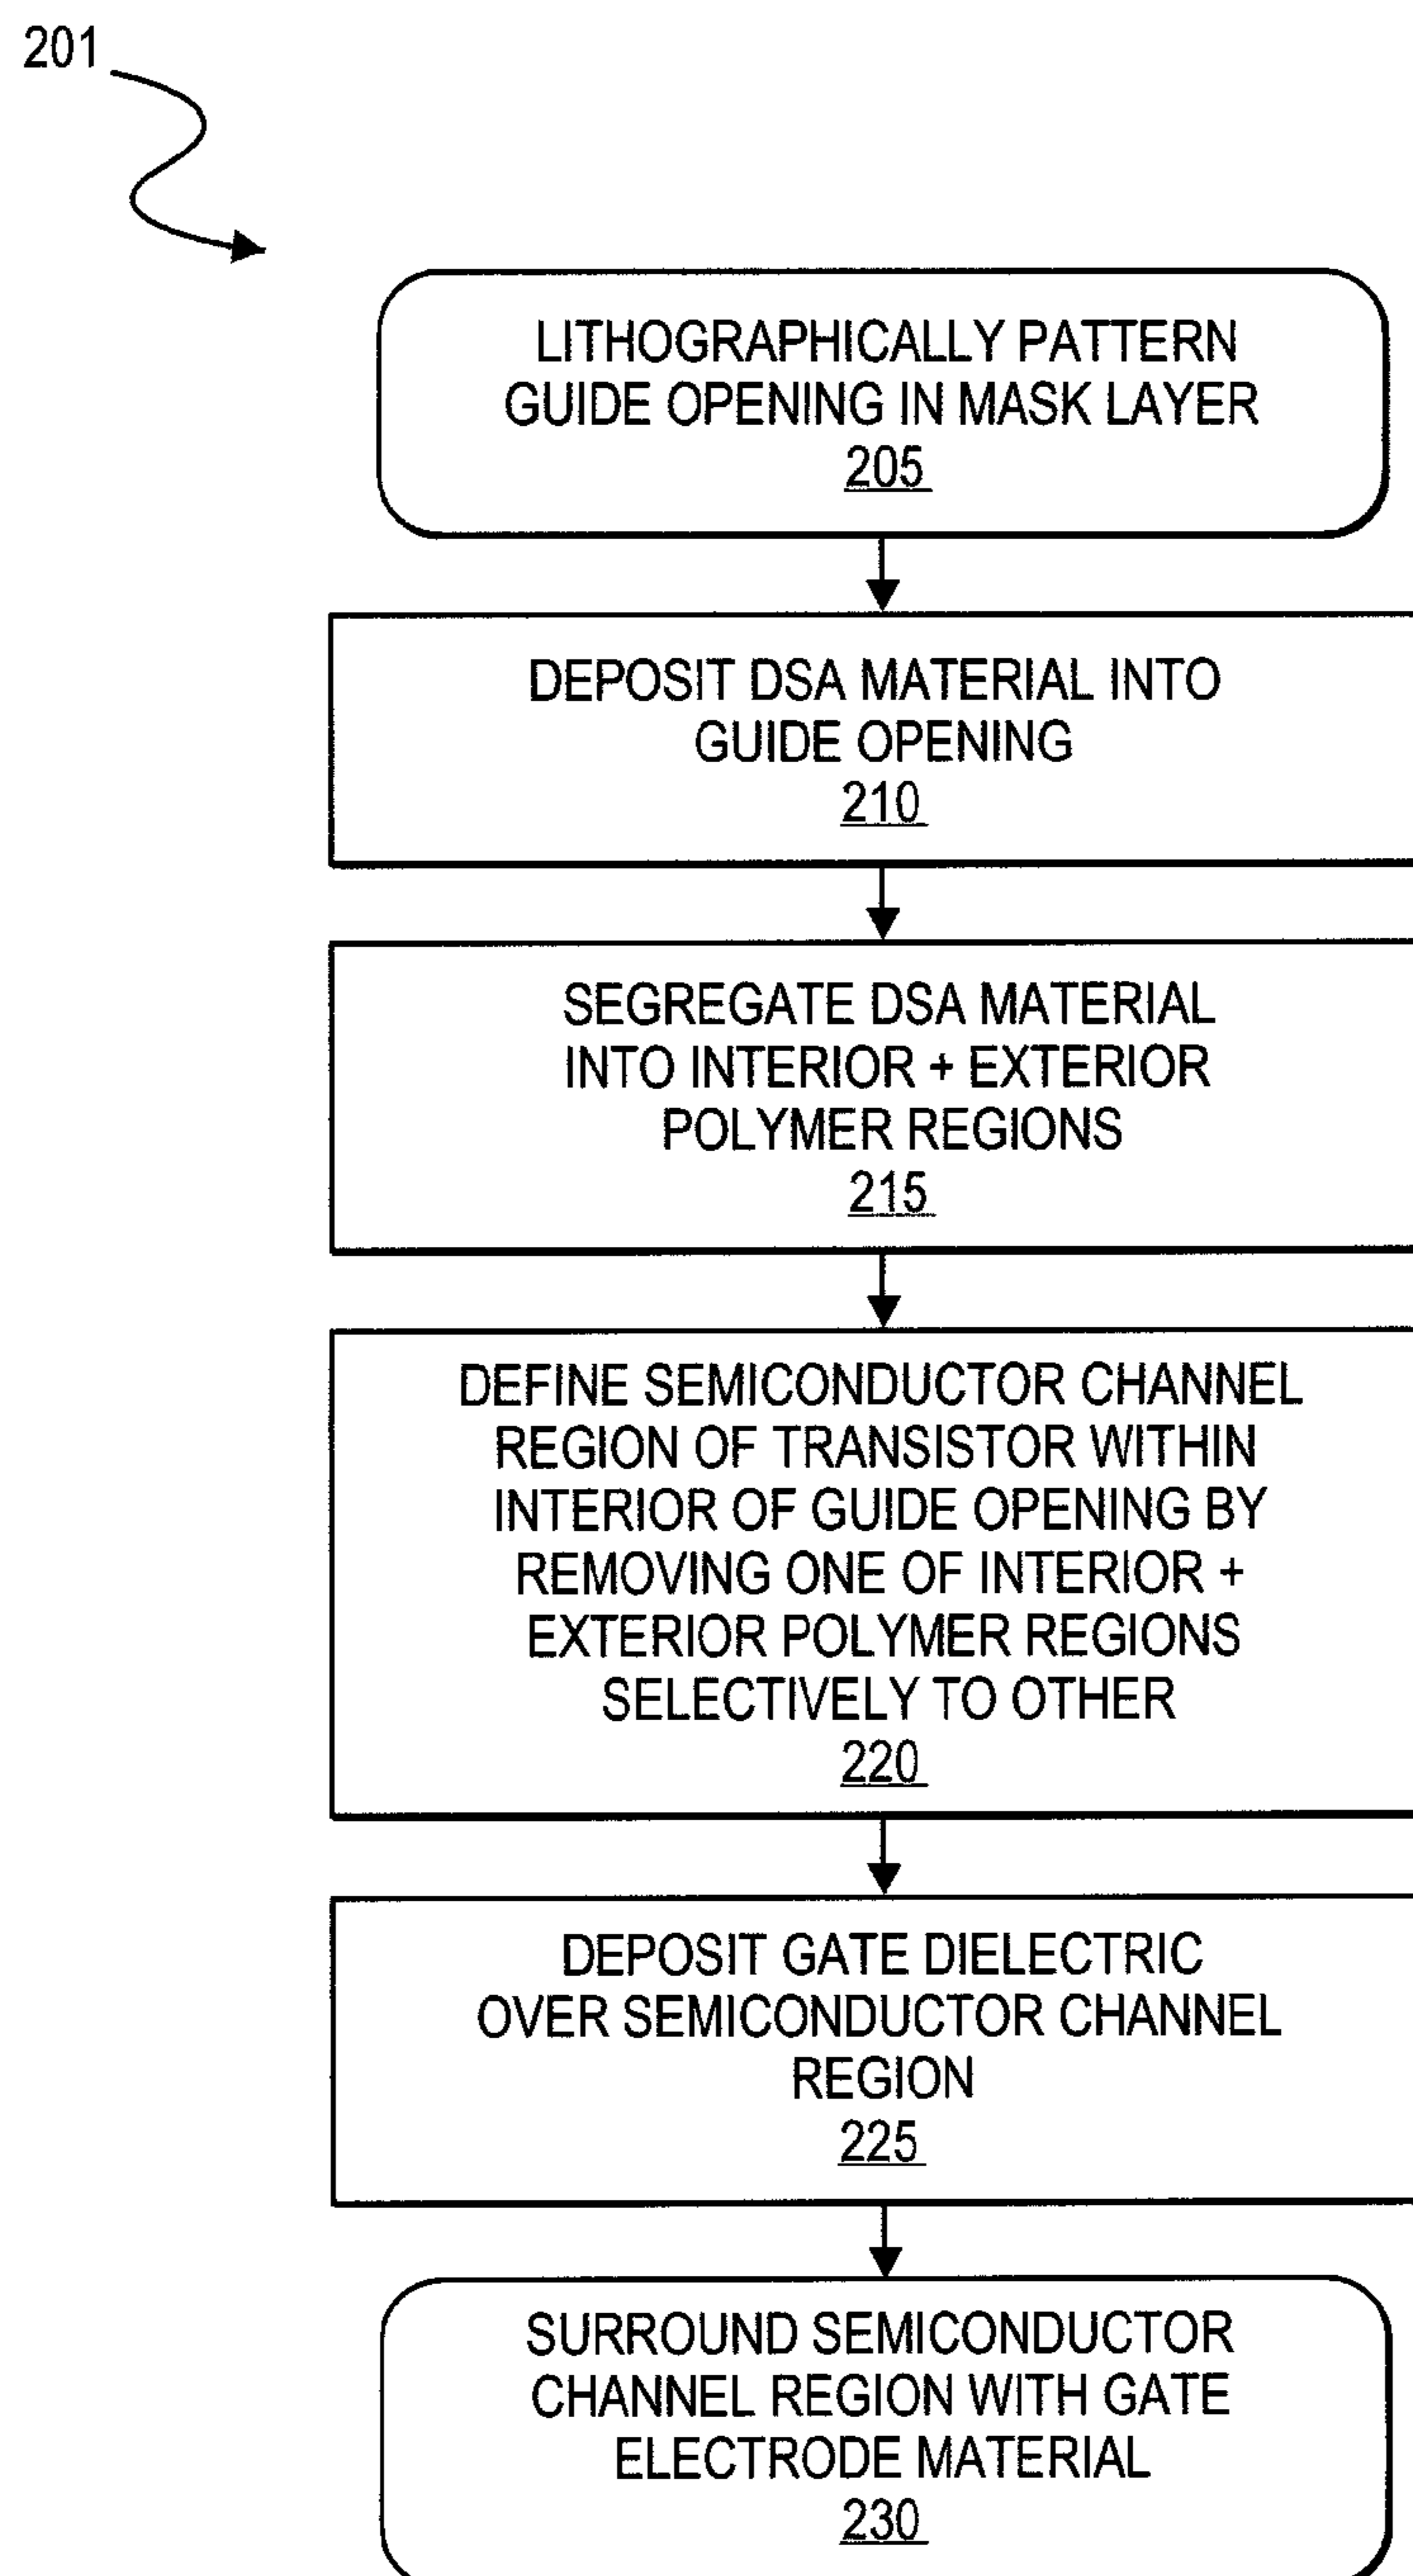 201
LITHOGRAPHICALLY PATTERN
GUIDE OPENING IN MASK LAYER
205
DEPOSIT DSA MATERIAL INTO
GUIDE OPENING
210
SEGREGATE DSA MATERIAL
INTO INTERIOR + EXTERIOR
POLYMER REGIONS
215
DEFINE SEMICONDUCTOR CHANNEL
REGION OF TRANSISTOR WITHIN
INTERIOR OF GUIDE OPENING BY
REMOVING ONE OF INTERIOR +
EXTERIOR POLYMER REGIONS
SELECTIVELY TO OTHER
220
DEPOSIT GATE DIELECTRIC
OVER SEMICONDUCTOR CHANNEL
REGION
225
SURROUND SEMICONDUCTOR
CHANNEL REGION WITH GATE
ELECTRODE MATERIAL
230